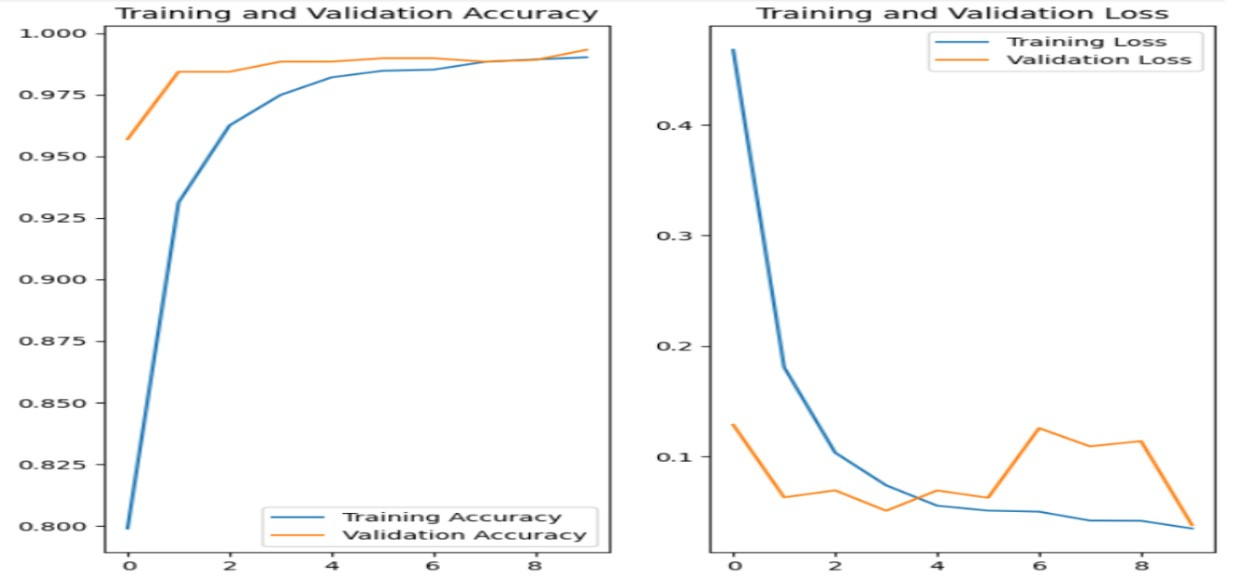 Training and Validation Accuracy
1.000
0.975
0.950
0.925
0.900
0.875
0.850
0.825
0.800
Training Accuracy
Validation Accuracy
0 2 4 6 8
Training and Validation Loss
Training Loss
Validation Loss
0.4
0.3
0.2
0.1
0 2 4 6 8